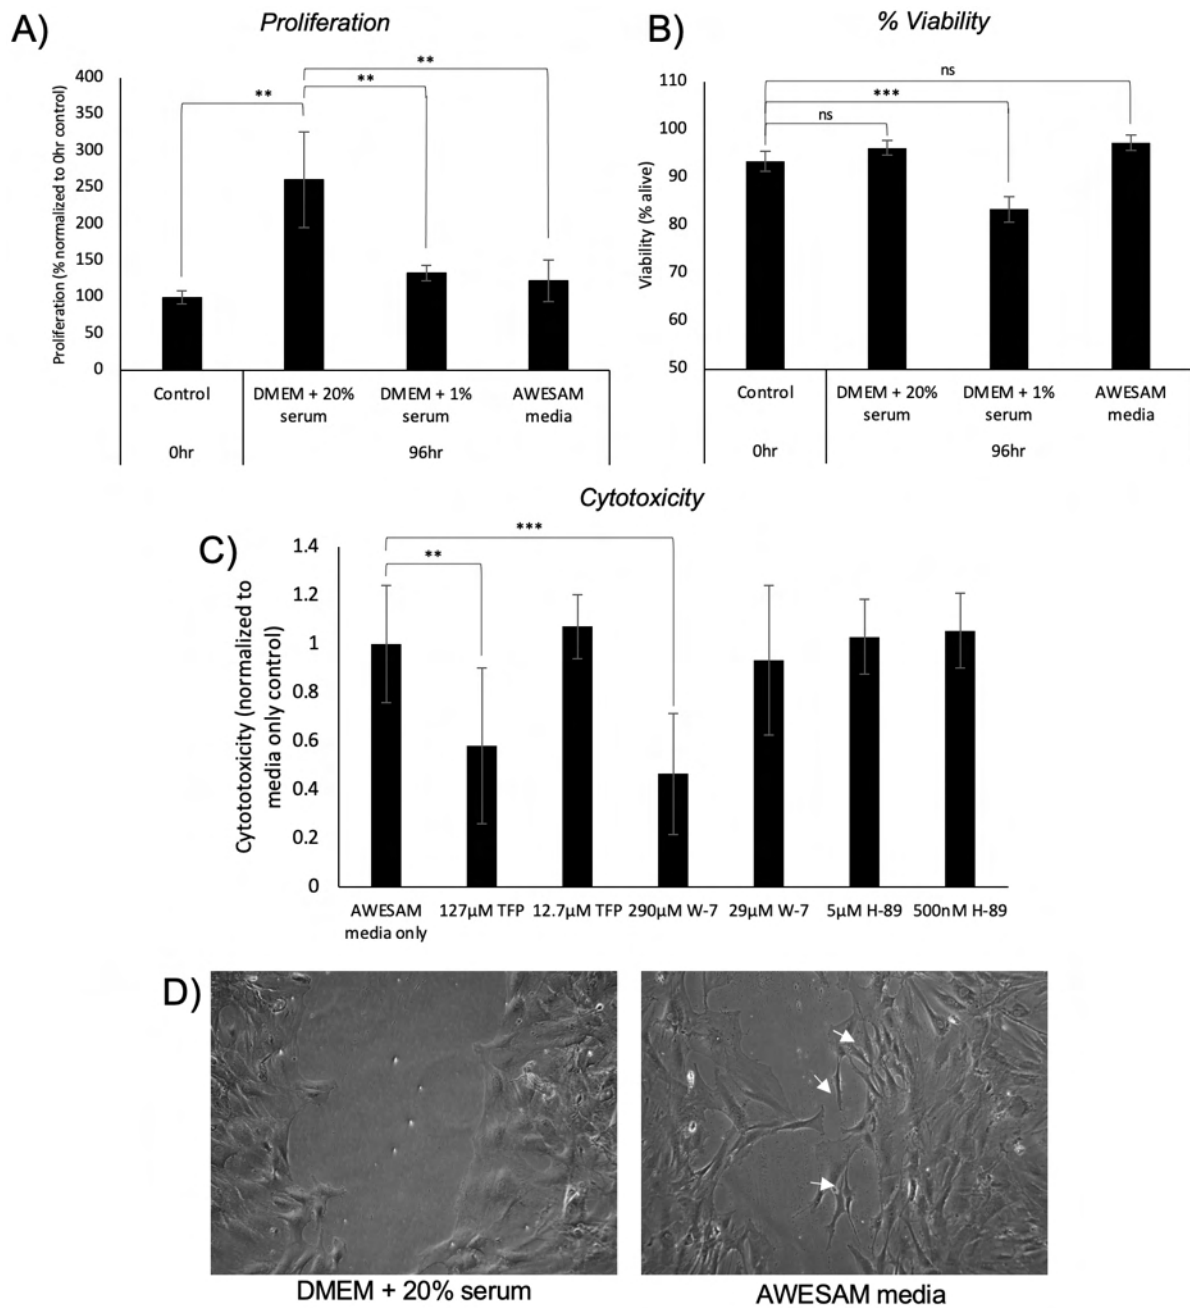 A)
Proliferation
Proliferation (% normalized to 0hr control)
400
350
300
250
200
150
100
50
0
**
**
**
Control
DMEM + 20% serum
DMEM + 1% serum
AWESAM media
0hr
96hr
B)
% Viability
Viability (% alive)
110
100
90
80
70
60
50
ns
***
ns
Control
DMEM + 20% serum
DMEM + 1% serum
AWESAM media
0hr
96hr
C)
Cytotoxicity
Cytototoxicity (normalized to
media only control)
1.4
1.2
1
0.8
0.6
0.4
0.2
0
***
**
AWESAM media only
127µM TFP
12.7µM TFP
290µM W-7
29µM W-7
5µM H-89
500nM H-89
D)
DMEM + 20% serum
AWESAM media